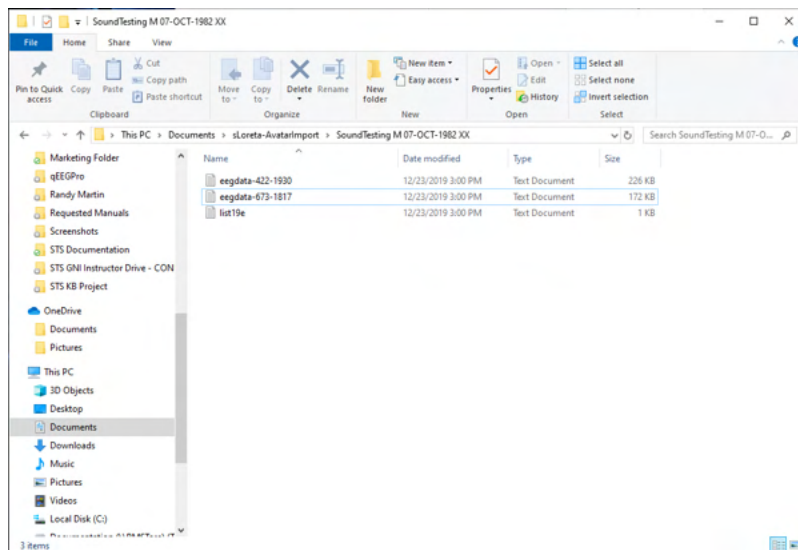 SoundTesting M 07-OCT-1982 XX
File Home Share View
Pin to Quick access
Copy
Paste
Cut
Copy path
Paste shortcut
Clipboard
Move to
Copy to
Delete
Rename
Organize
New folder
New item
Easy access
New
Properties
Open
Edit
History
Open
Select all
Select none
Invert selection
Select
This PC > Documents > sLoreta-AvatarImport > SoundTesting M 07-OCT-1982 XX
Search SoundTesting M 07-O...
Marketing Folder
qEEGPro
Randy Martin
Requested Manuals
Screenshots
STS Documentation
STS GNI Instructor Drive - CON
STS KB Project
OneDrive
Documents
Pictures
This PC
3D Objects
Desktop
Documents
Downloads
Music
Pictures
Videos
Local Disk (C:)
Name Date modified Type Size
eegdata-422-1930 12/23/2019 3:00 PM Text Document 226 KB
eegdata-673-1817 12/23/2019 3:00 PM Text Document 172 KB
list19e 12/23/2019 3:00 PM Text Document 1 KB
3 items